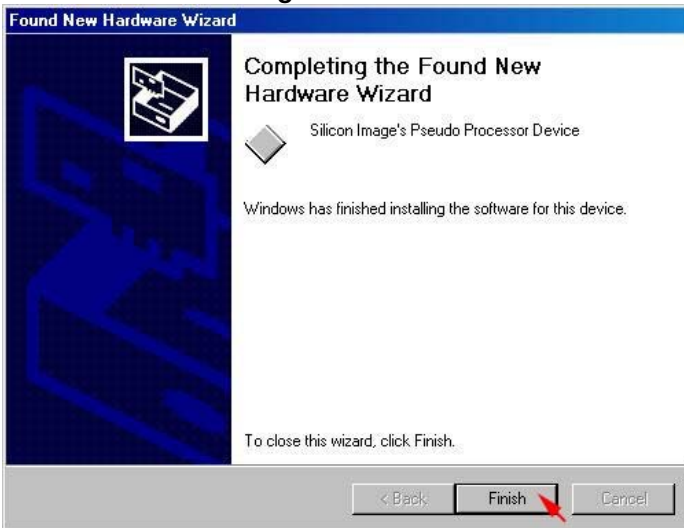 Found New Hardware Wizard
Completing the Found New
Hardware Wizard
Silicon Image's Pseudo Processor Device
Windows has finished installing the software for this device.
To close this wizard, click Finish.
< Back
Finish
Cancel